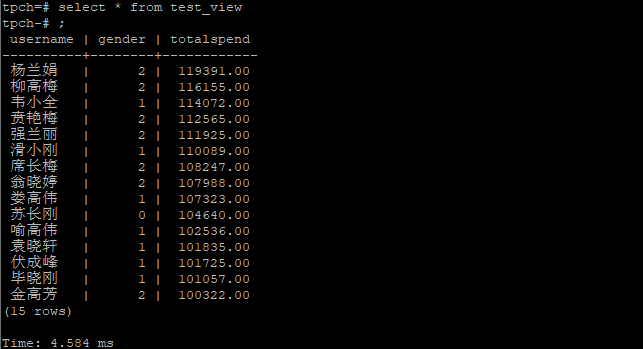 tpch=# select * from test_view
tpch-# ;
 username | gender | totalspend
----------+--------+------------
 杨兰娟   |      2 |  119391.00
 柳高梅   |      2 |  116155.00
 韦小全   |      1 |  114072.00
 贲艳梅   |      2 |  112565.00
 强兰丽   |      2 |  111925.00
 滑小刚   |      1 |  110089.00
 席长梅   |      2 |  108247.00
 翁晓婷   |      2 |  107988.00
 娄高伟   |      1 |  107323.00
 苏长刚   |      0 |  104640.00
 喻高伟   |      1 |  102536.00
 袁晓轩   |      1 |  101835.00
 伏成峰   |      1 |  101725.00
 毕晓刚   |      1 |  101057.00
 金高芳   |      2 |  100322.00
(15 rows)
Time: 4.584 ms